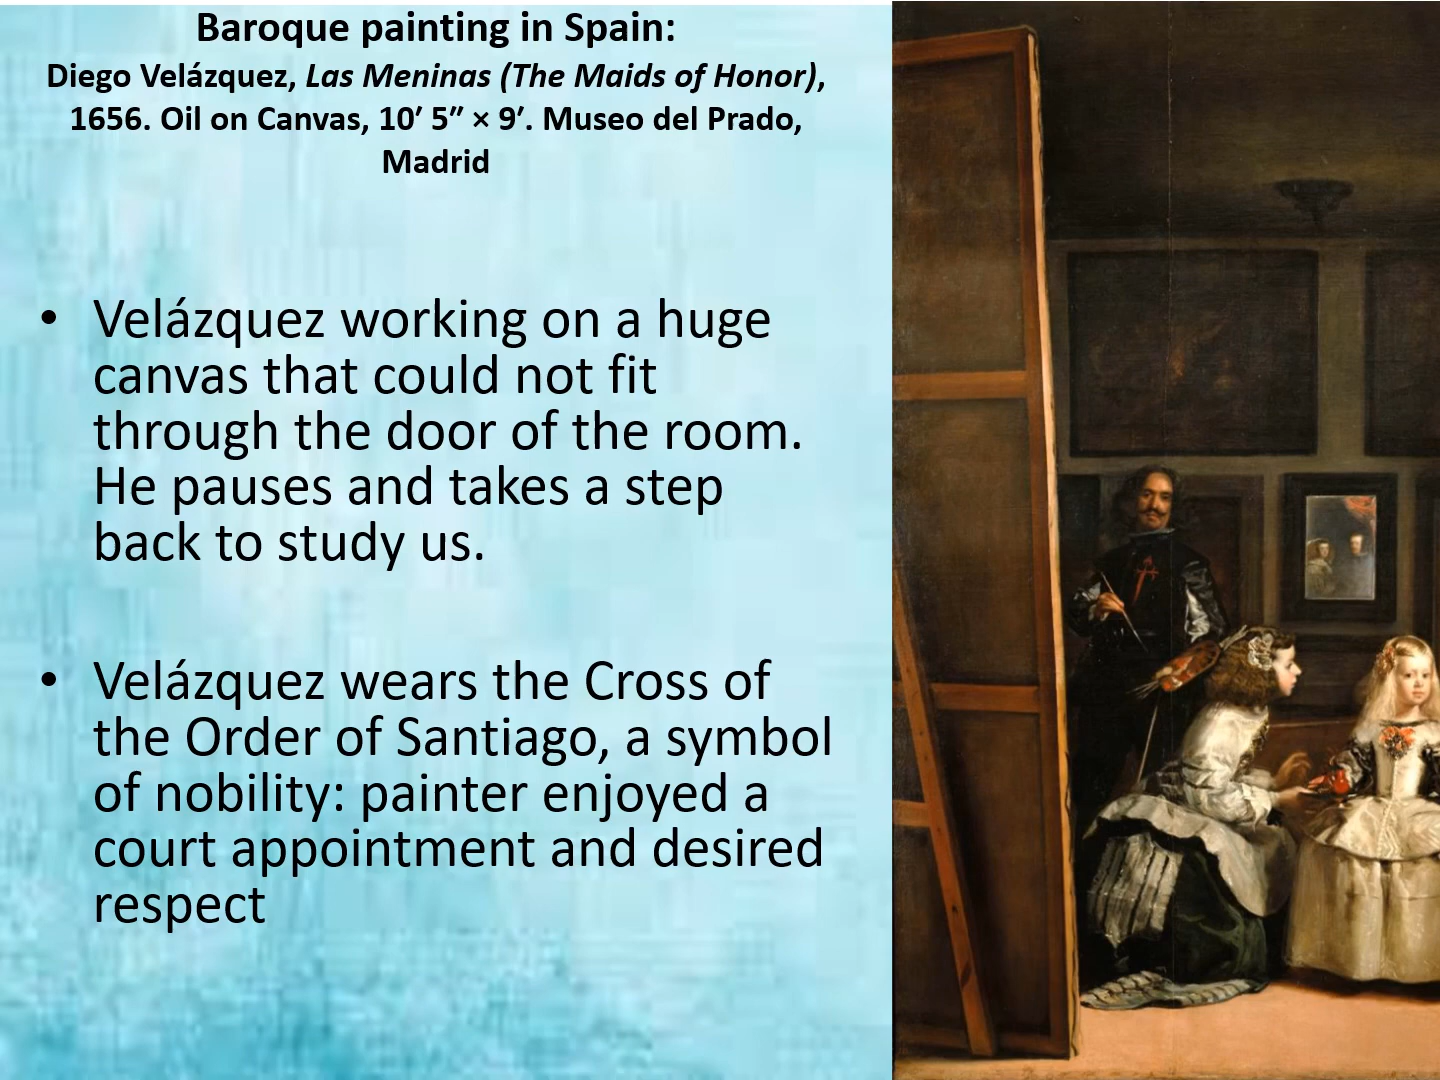 Baroque painting in Spain:
Diego Velázquez, Las Meninas (The Maids of Honor),
1656. Oil on Canvas, 10′ 5″ × 9′. Museo del Prado,
Madrid
• Velázquez working on a huge
canvas that could not fit
through the door of the room.
He pauses and takes a step
back to study us.
• Velázquez wears the Cross of
the Order of Santiago, a symbol
of nobility: painter enjoyed a
court appointment and desired
respect